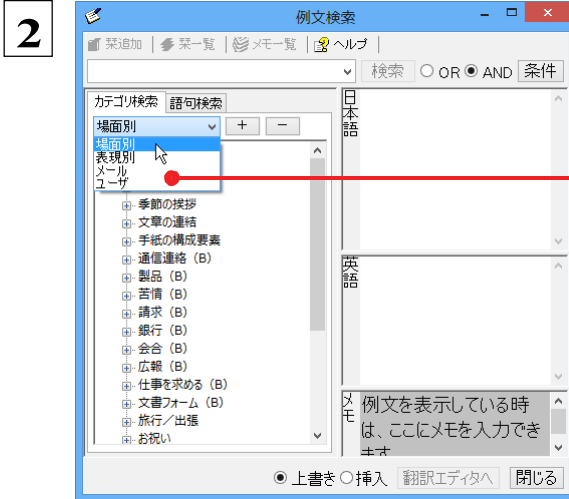 2
例文検索
栞追加 栞一覧 メモ一覧 ヘルプ
検索 OR AND 条件
カテゴリ検索 語句検索
場面別 + −
場面別
表現別
メール
ユーザ
季節の挨拶
文章の連結
手紙の構成要素
通信連絡（B）
製品（B）
苦情（B）
請求（B）
銀行（B）
会合（B）
広報（B）
仕事を求める（B）
文書フォーム（B）
旅行／出張
お祝い
日本語
英語
メモ
例文を表示している時
は、ここにメモを入力でき
ます
上書き 挿入 翻訳エディタへ 閉じる